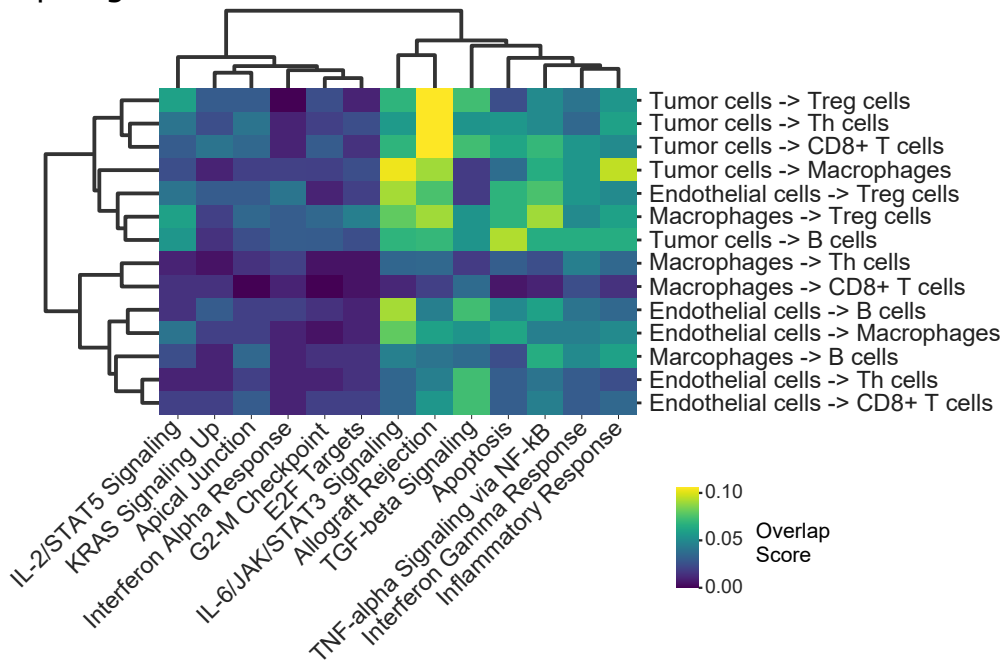 Tumor cells -> Treg cells
Tumor cells -> Th cells
Tumor cells -> CD8+ T cells
Tumor cells -> Macrophages
Endothelial cells -> Treg cells
Macrophages -> Treg cells
Tumor cells -> B cells
Macrophages -> Th cells
Macrophages -> CD8+ T cells
Endothelial cells -> B cells
Endothelial cells -> Macrophages
Marcophages -> B cells
Endothelial cells -> Th cells
Endothelial cells -> CD8+ T cells
IL-2/STAT5 Signaling
KRAS Signaling Up
Apical Junction
Interferon Alpha Response
G2-M Checkpoint
E2F Targets
IL-6/JAK/STAT3 Signaling
Allograft Rejection
TGF-beta Signaling
Apoptosis
TNF-alpha Signaling via NF-kB
Interferon Gamma Response
Inflammatory Response
0.10
0.05
0.00
Overlap
Score